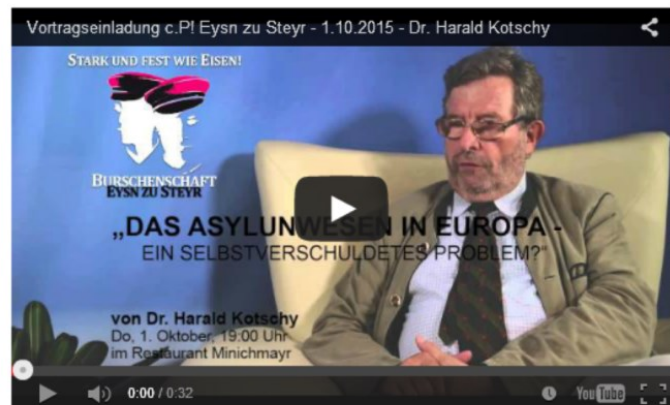 Vortragseinladung c.P! Eysn zu Steyr - 1.10.2015 - Dr. Harald Kotschy
STARK UND FEST WIE EISEN!
BURSCHENSCHAFT
EYSN ZU STEYR
„DAS ASYLUNWESEN IN EUROPA -
EIN SELBSTVERSCHULDETES PROBLEM?“
von Dr. Harald Kotschy
Do, 1. Oktober, 19:00 Uhr
im Restaurant Minichmayr
0:00 / 0:32
YouTube